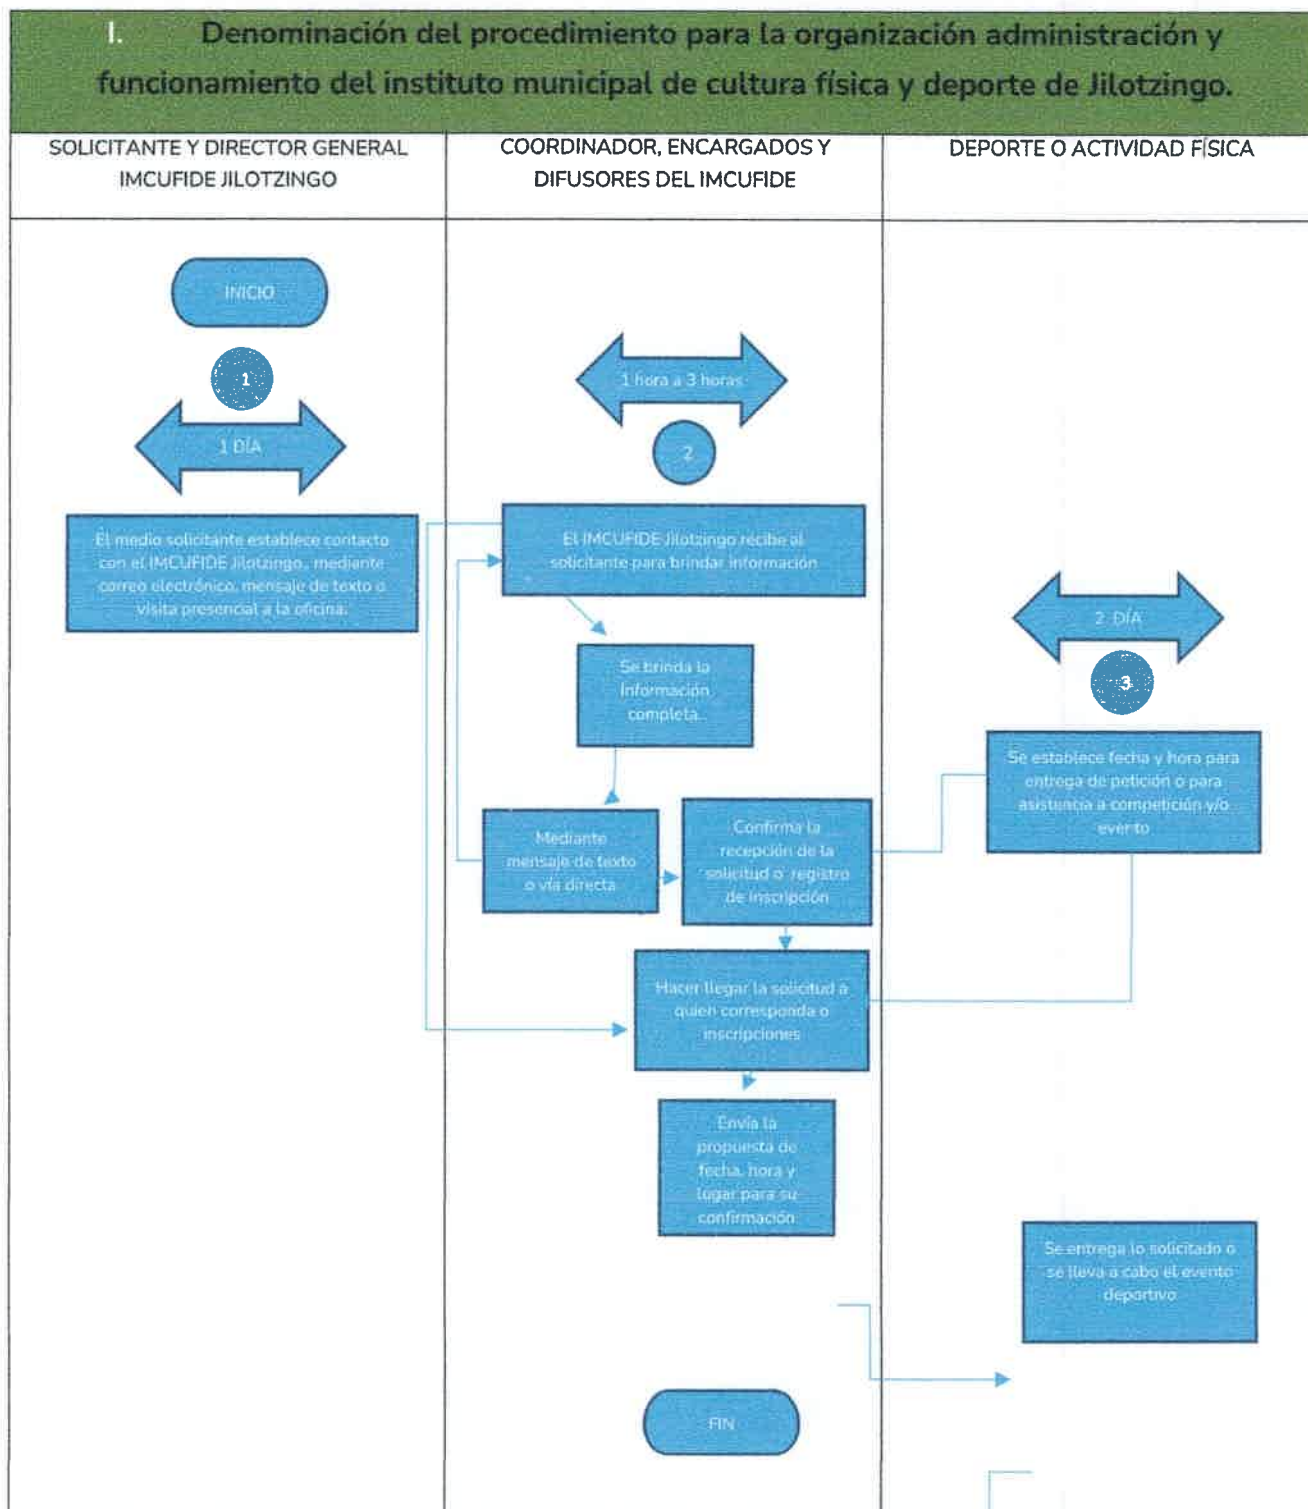 I. Denominación del procedimiento para la organización administración y
funcionamiento del instituto municipal de cultura física y deporte de Jilotzingo.
SOLICITANTE Y DIRECTOR GENERAL
IMCUFIDE JILOTZINGO
COORDINADOR, ENCARGADOS Y
DIFUSORES DEL IMCUFIDE
DEPORTE O ACTIVIDAD FÍSICA
INICIO
1
1 DÍA
El medio solicitante establece contacto
con el IMCUFIDE Jilotzingo, mediante
correo electrónico, mensaje de texto o
visita presencial a la oficina.
1 hora a 3 horas
2
El IMCUFIDE Jilotzingo recibe al
solicitante para brindar información
Se brinda la
Información
completa.
Mediante
mensaje de texto
o vía directa
Confirma la
recepción de la
solicitud o registro
de inscripción
Hacer llegar la solicitud a
quien corresponda o
inscripciones
Envía la
propuesta de
fecha, hora y
lugar para su
confirmación
FIN
2 DÍA
3
Se establece fecha y hora para
entrega de petición o para
asistencia a competición y/o
evento
Se entrega lo solicitado o
se lleva a cabo el evento
deportivo